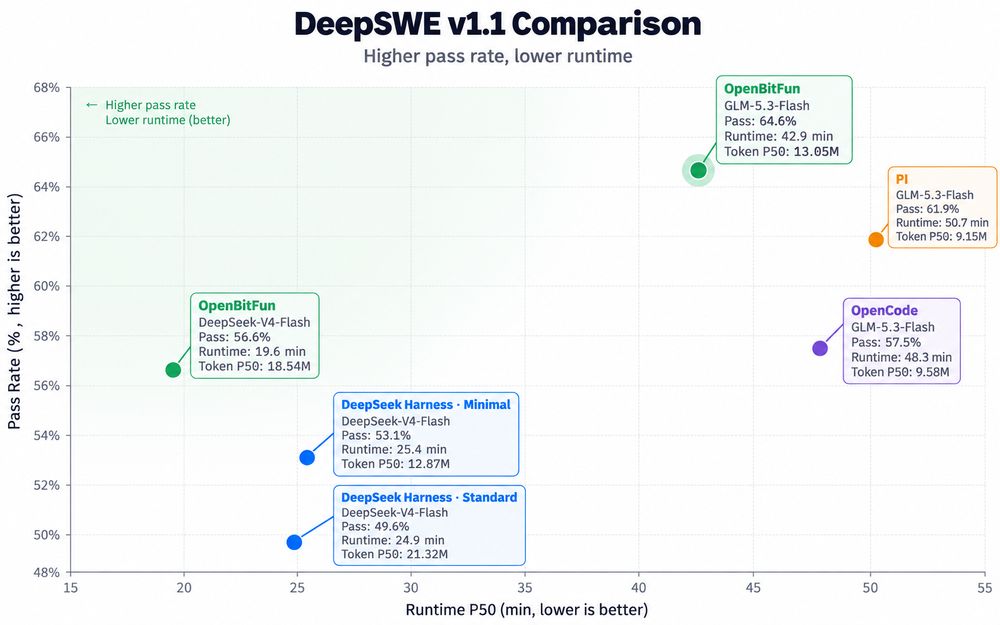 DeepSWE v1.1 Comparison
Higher pass rate, lower runtime
← Higher pass rate
Lower runtime (better)
OpenBitFun
GLM-5.3-Flash
Pass: 64.6%
Runtime: 42.9 min
Token P50: 13.05M
PI
GLM-5.3-Flash
Pass: 61.9%
Runtime: 50.7 min
Token P50: 9.15M
OpenBitFun
DeepSeek-V4-Flash
Pass: 56.6%
Runtime: 19.6 min
Token P50: 18.54M
OpenCode
GLM-5.3-Flash
Pass: 57.5%
Runtime: 48.3 min
Token P50: 9.58M
DeepSeek Harness · Minimal
DeepSeek-V4-Flash
Pass: 53.1%
Runtime: 25.4 min
Token P50: 12.87M
DeepSeek Harness · Standard
DeepSeek-V4-Flash
Pass: 49.6%
Runtime: 24.9 min
Token P50: 21.32M
Pass Rate (%, higher is better)
68%
66%
64%
62%
60%
58%
56%
54%
52%
50%
48%
15 20 25 30 35 40 45 50 55
Runtime P50 (min, lower is better)